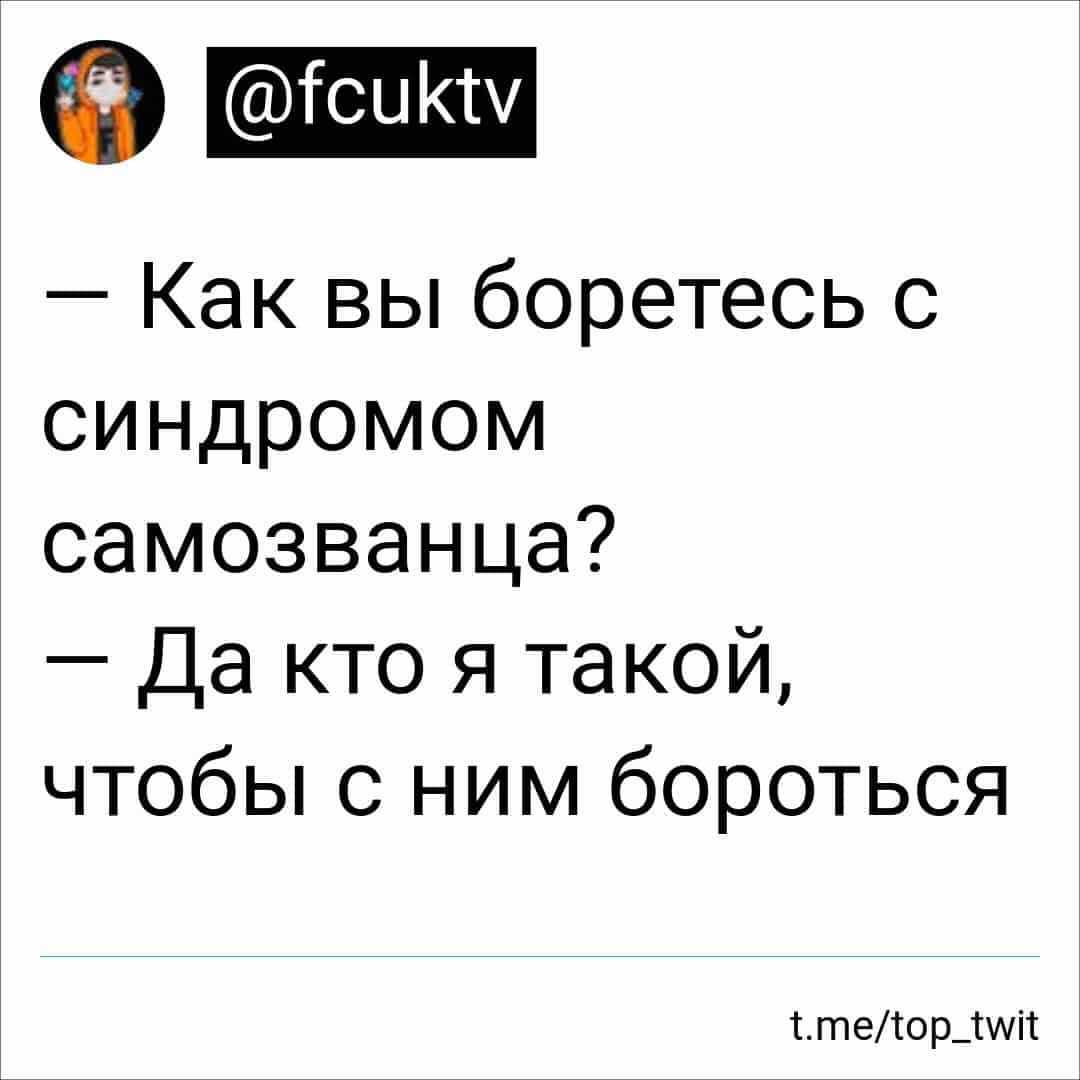 @fcuktv
— Как вы боретесь с
синдромом
самозванца?
— Да кто я такой,
чтобы с ним бороться
t.me/top_twit